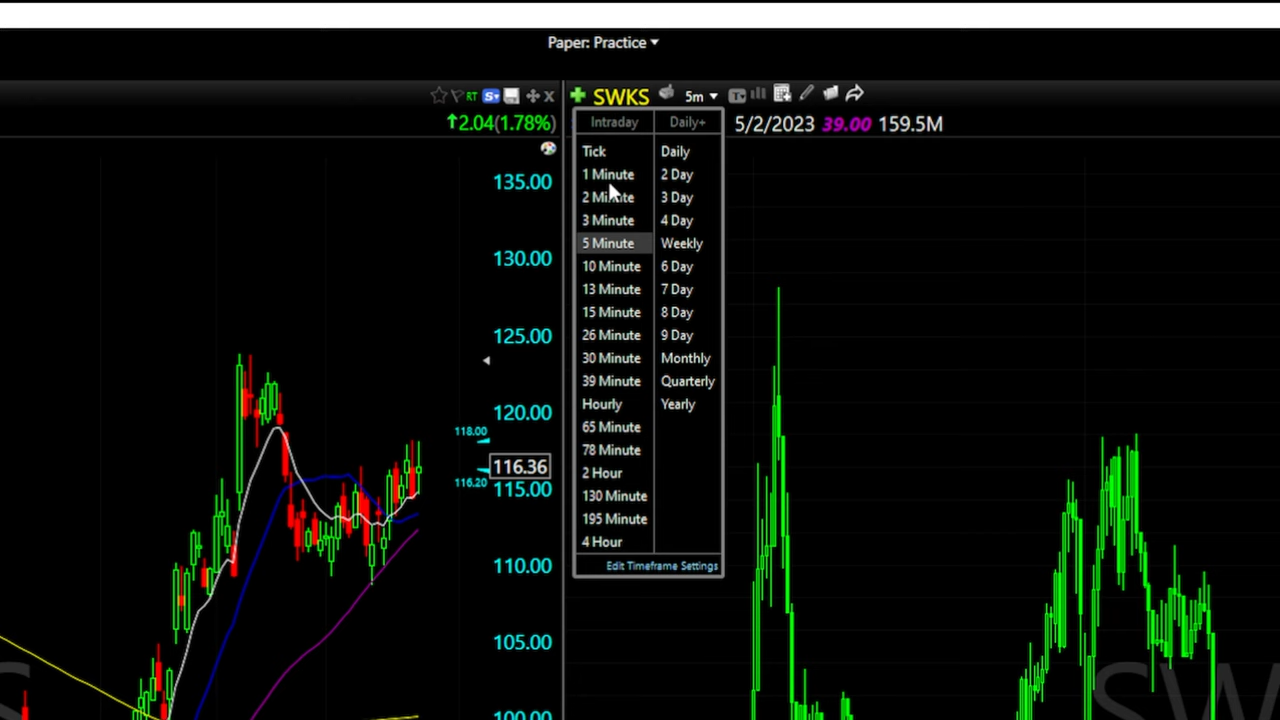 Paper: Practice
RT S
2.04(1.78%)
SWKS 5m TC
5/2/2023 39.00 159.5M
Intraday Daily+
Tick Daily
1 Minute 2 Day
2 Minute 3 Day
3 Minute 4 Day
5 Minute Weekly
10 Minute 6 Day
13 Minute 7 Day
15 Minute 8 Day
26 Minute 9 Day
30 Minute Monthly
39 Minute Quarterly
Hourly Yearly
65 Minute
78 Minute
2 Hour
130 Minute
195 Minute
4 Hour
Edit Timeframe Settings
135.00
130.00
125.00
120.00
118.00
116.36
116.20
115.00
110.00
105.00
100.00
S
SW